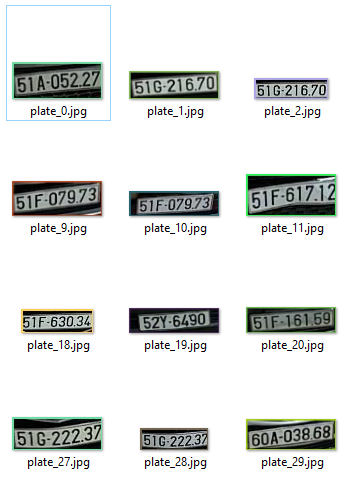 51A-052.27 51G-216.70 51G-216.70
plate_0.jpg plate_1.jpg plate_2.jpg
51F-079.73 51F-079.73 51F-617.12
plate_9.jpg plate_10.jpg plate_11.jpg
51F-630.34 52Y-6490 51F-161.59
plate_18.jpg plate_19.jpg plate_20.jpg
51G-222.37 51G-222.37 60A-038.68
plate_27.jpg plate_28.jpg plate_29.jpg